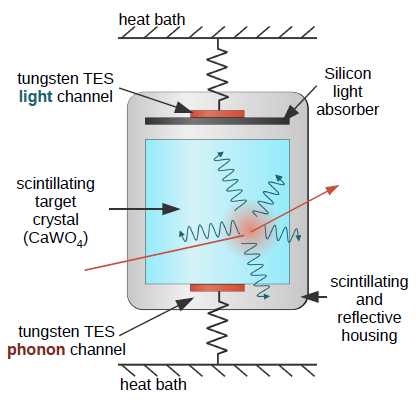 heat bath
tungsten TES
light channel
Silicon
light
absorber
scintillating
target
crystal
(CaWO₄)
scintillating
and
reflective
housing
tungsten TES
phonon channel
heat bath